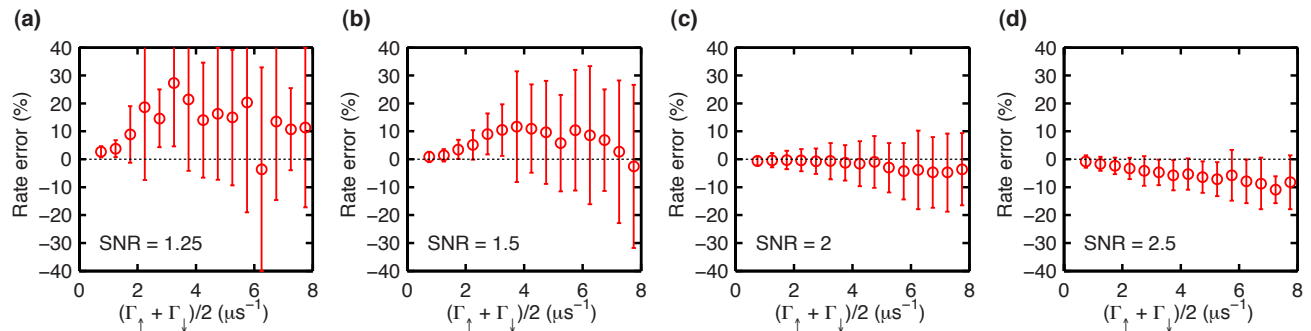 (a)
Rate error (%)
40
30
20
10
0
−10
−20
−30
−40
SNR = 1.25
0 2 4 6 8
(Γ↑ + Γ↓)/2 (μs⁻¹)
(b)
Rate error (%)
40
30
20
10
0
−10
−20
−30
−40
SNR = 1.5
0 2 4 6 8
(Γ↑ + Γ↓)/2 (μs⁻¹)
(c)
Rate error (%)
40
30
20
10
0
−10
−20
−30
−40
SNR = 2
0 2 4 6 8
(Γ↑ + Γ↓)/2 (μs⁻¹)
(d)
Rate error (%)
40
30
20
10
0
−10
−20
−30
−40
SNR = 2.5
0 2 4 6 8
(Γ↑ + Γ↓)/2 (μs⁻¹)